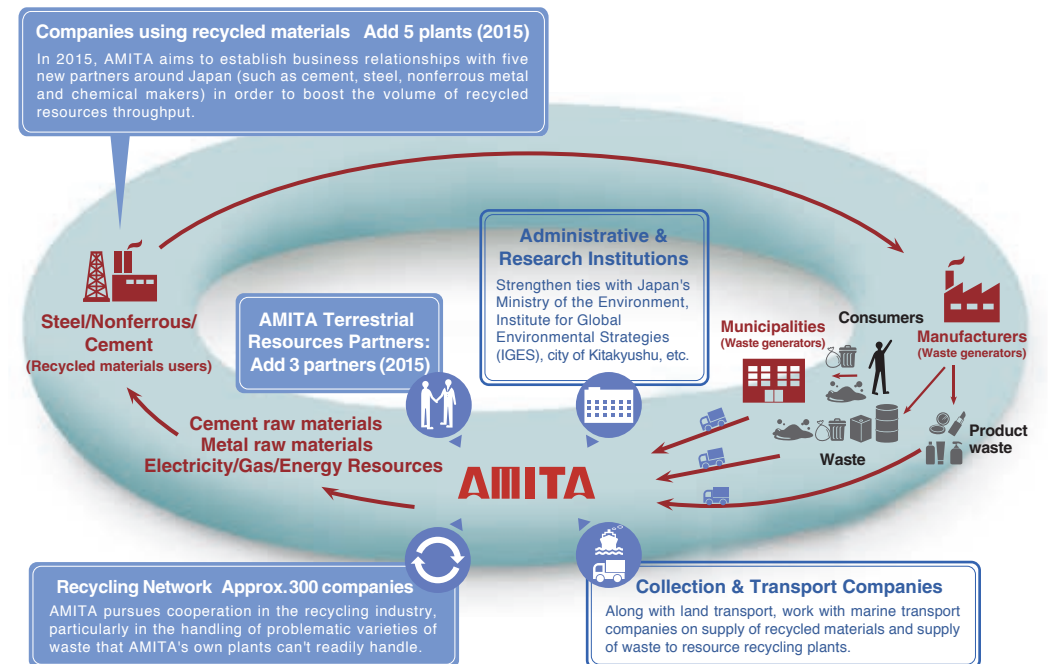 Companies using recycled materials Add 5 plants (2015)
In 2015, AMITA aims to establish business relationships with five
new partners around Japan (such as cement, steel, nonferrous metal
and chemical makers) in order to boost the volume of recycled
resources throughput.
Administrative &
Research Institutions
Strengthen ties with Japan's
Ministry of the Environment,
Institute for Global
Environmental Strategies
(IGES), city of Kitakyushu, etc.
AMITA Terrestrial
Resources Partners:
Add 3 partners (2015)
Steel/Nonferrous/
Cement
(Recycled materials users)
Municipalities
(Waste generators)
Consumers
Manufacturers
(Waste generators)
Product
waste
Waste
Cement raw materials
Metal raw materials
Electricity/Gas/Energy Resources
AMITA
Recycling Network Approx.300 companies
AMITA pursues cooperation in the recycling industry,
particularly in the handling of problematic varieties of
waste that AMITA's own plants can't readily handle.
Collection & Transport Companies
Along with land transport, work with marine transport
companies on supply of recycled materials and supply
of waste to resource recycling plants.